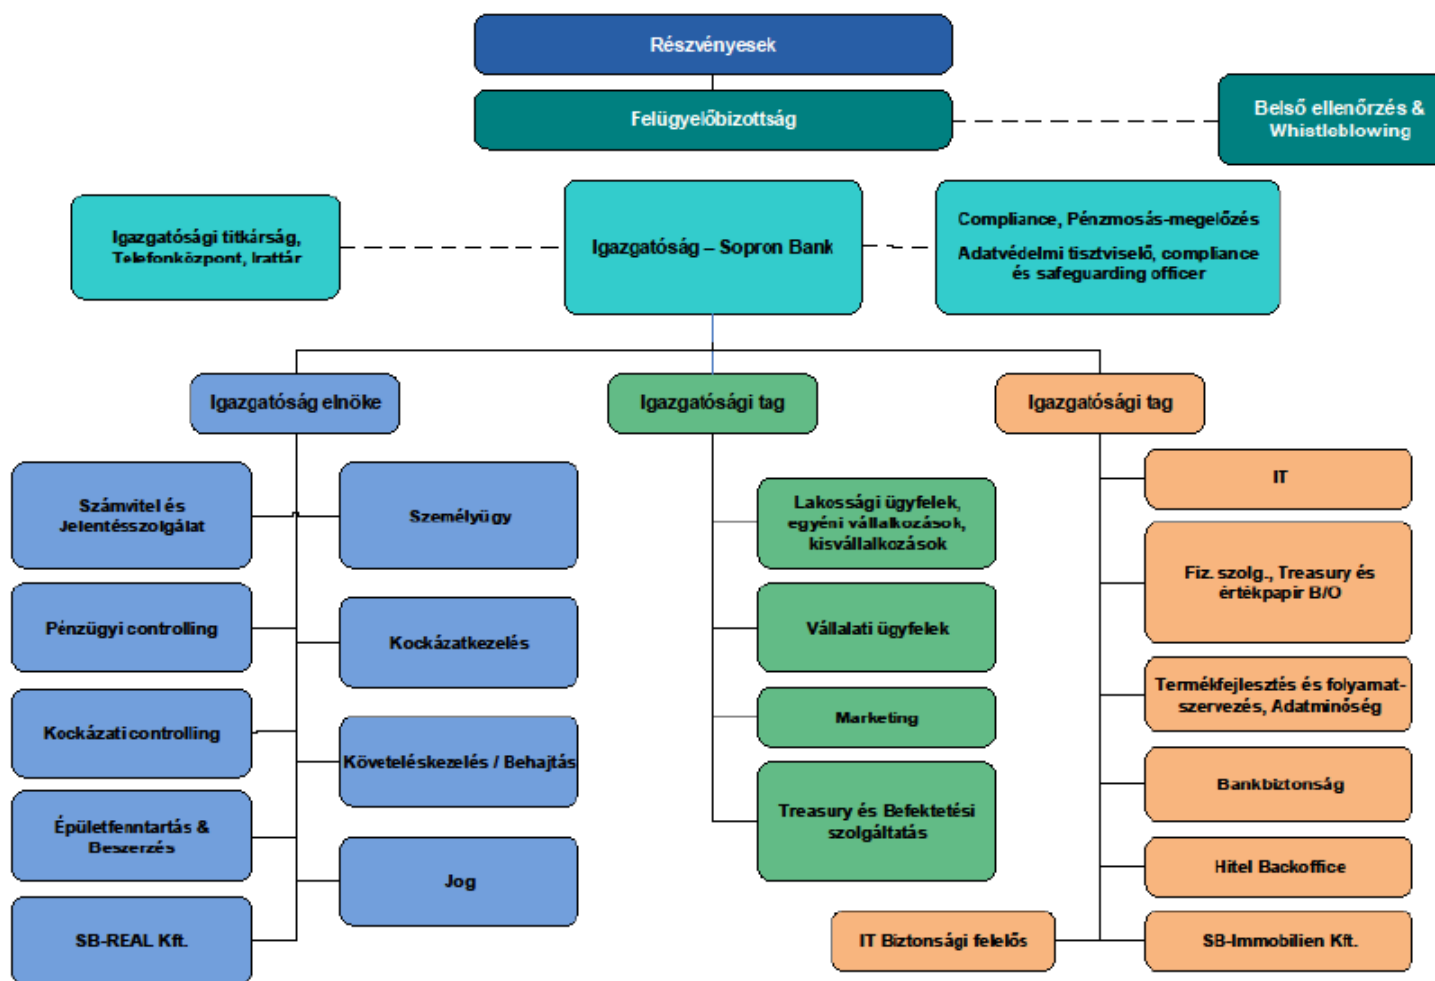 Részvényesek
Felügyelőbizottság
Belső ellenőrzés &
Whistleblowing
Igazgatósági titkárság,
Telefonközpont, Irattár
Igazgatóság – Sopron Bank
Compliance, Pénzmosás-megelőzés
Adatvédelmi tisztviselő, compliance
és safeguarding officer
Igazgatóság elnöke
Igazgatósági tag
Igazgatósági tag
Számvitel és
Jelentésszolgálat
Személyügy
Pénzügyi controlling
Kockázatkezelés
Kockázati controlling
Követeléskezelés / Behajtás
Épületfenntartás &
Beszerzés
Jog
SB-REAL Kft.
Lakossági ügyfelek,
egyéni vállalkozások,
kisvállalkozások
Vállalati ügyfelek
Marketing
Treasury és Befektetési
szolgáltatás
IT
Fiz. szolg., Treasury és
értékpapír B/O
Termékfejlesztés és folyamat-
szervezés, Adatminőség
Bankbiztonság
Hitel Backoffice
IT Biztonsági felelős
SB-Immobilien Kft.